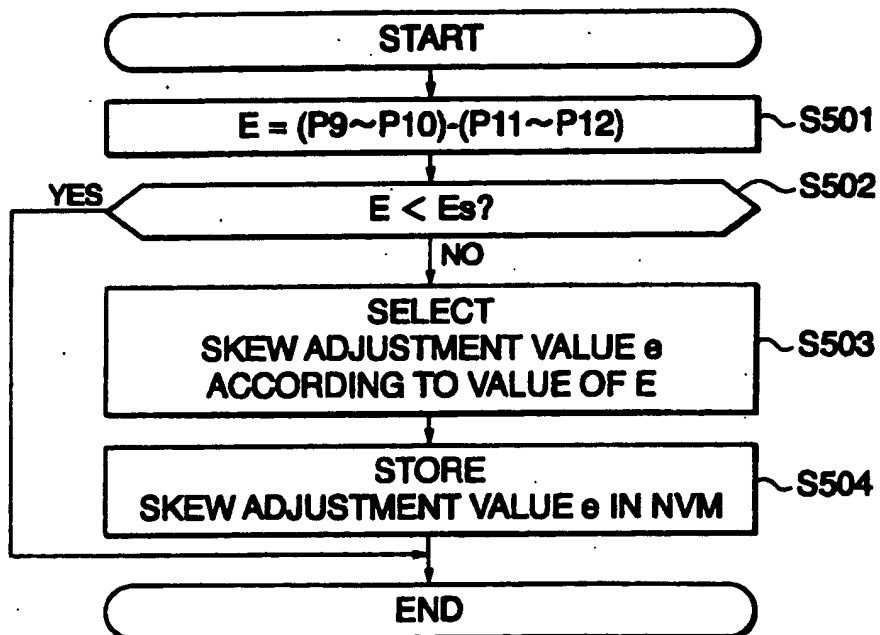 START
E = (P9~P10)-(P11~P12)
S501
S502
YES
E < Es?
NO
SELECT
SKEW ADJUSTMENT VALUE e
ACCORDING TO VALUE OF E
S503
STORE
SKEW ADJUSTMENT VALUE e IN NVM
S504
END